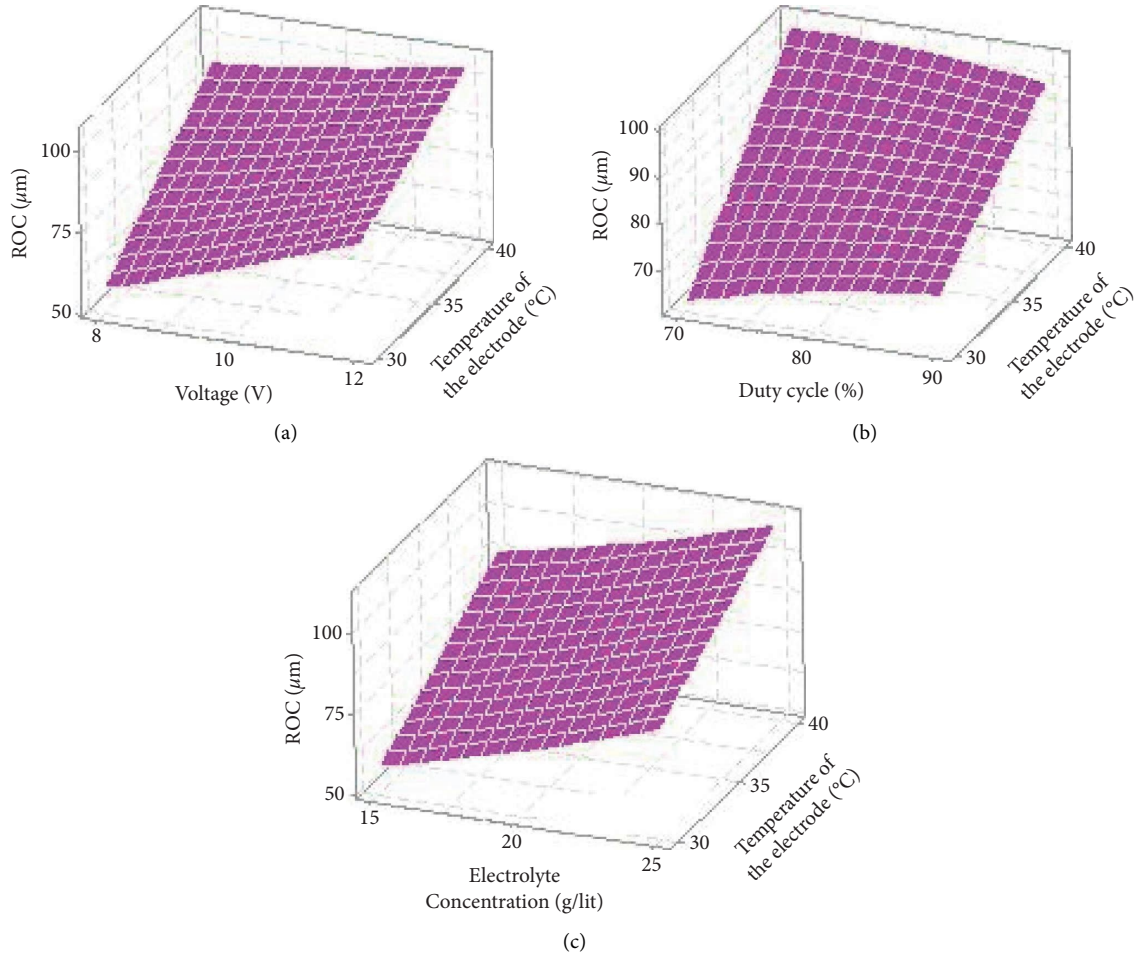 100
75
50
ROC (µm)
8
10
12
Voltage (V)
30
35
40
Temperature of
the electrode (°C)
(a)
100
90
80
70
ROC (µm)
70
80
90
Duty cycle (%)
30
35
40
Temperature of
the electrode (°C)
(b)
100
75
50
ROC (µm)
15
20
25
Electrolyte
Concentration (g/lit)
30
35
40
Temperature of
the electrode (°C)
(c)